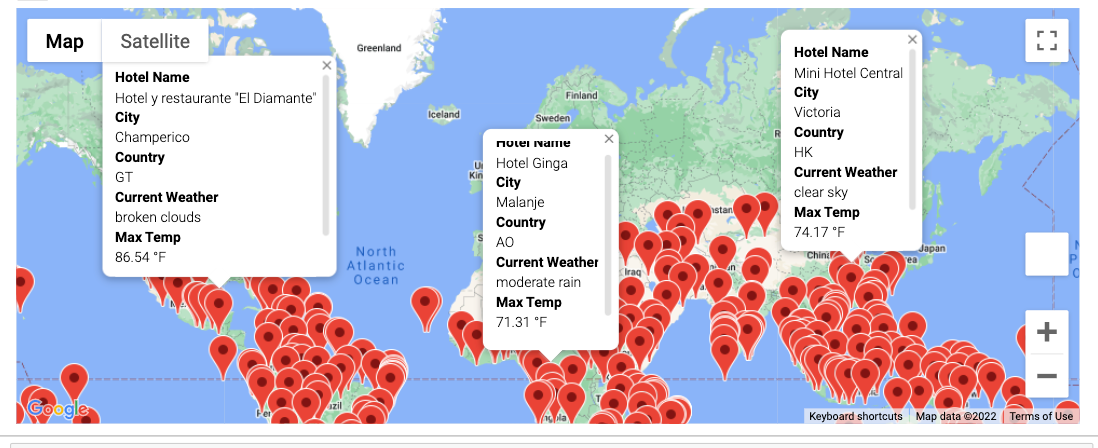 Map
Satellite
Hotel Name
Hotel y restaurante "El Diamante"
City
Champerico
Country
GT
Current Weather
broken clouds
Max Temp
86.54 °F
Hotel Name
Hotel Ginga
City
Malanje
Country
AO
Current Weather
moderate rain
Max Temp
71.31 °F
Hotel Name
Mini Hotel Central
City
Victoria
Country
HK
Current Weather
clear sky
Max Temp
74.17 °F
Greenland
Iceland
Finland
Sweden
North
Atlantic
Ocean
Iraq
China
Japan
Google
Keyboard shortcuts
Map data ©2022
Terms of Use